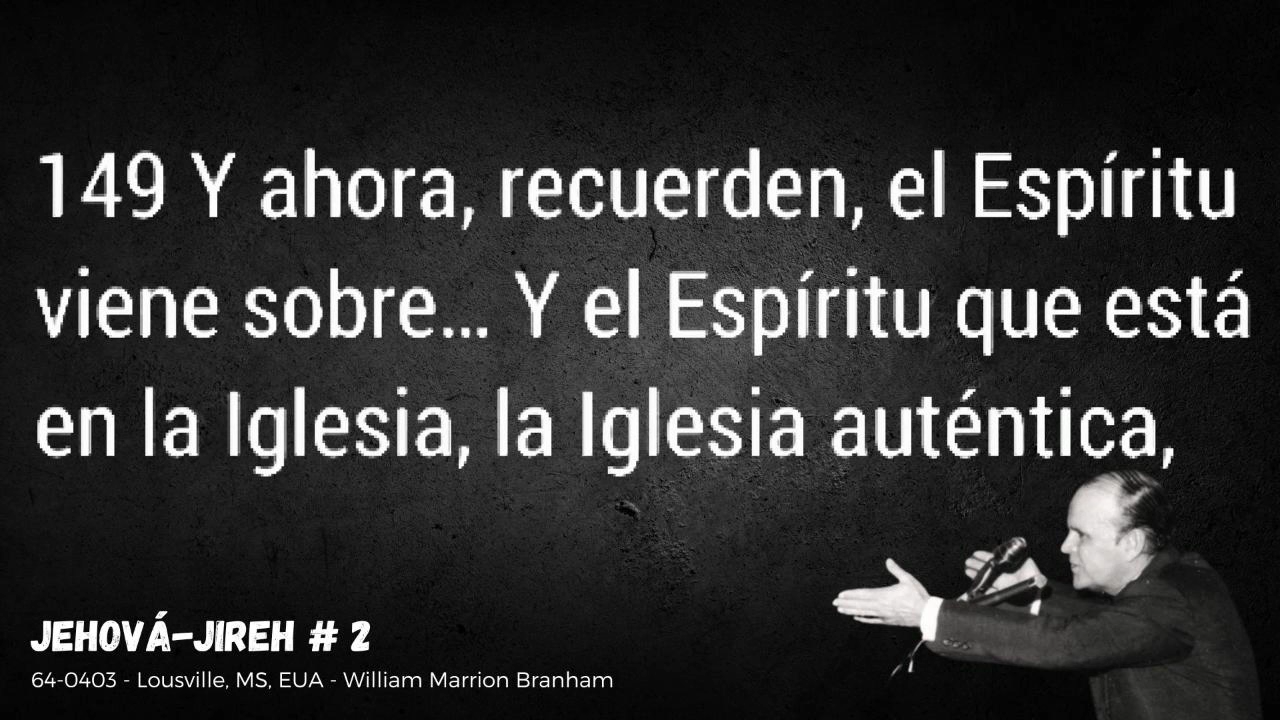 149 Y ahora, recuerden, el Espíritu
viene sobre... Y el Espíritu que está
en la Iglesia, la Iglesia auténtica,
JEHOVÁ-JIREH # 2
64-0403 - Lousville, MS, EUA - William Marrion Branham